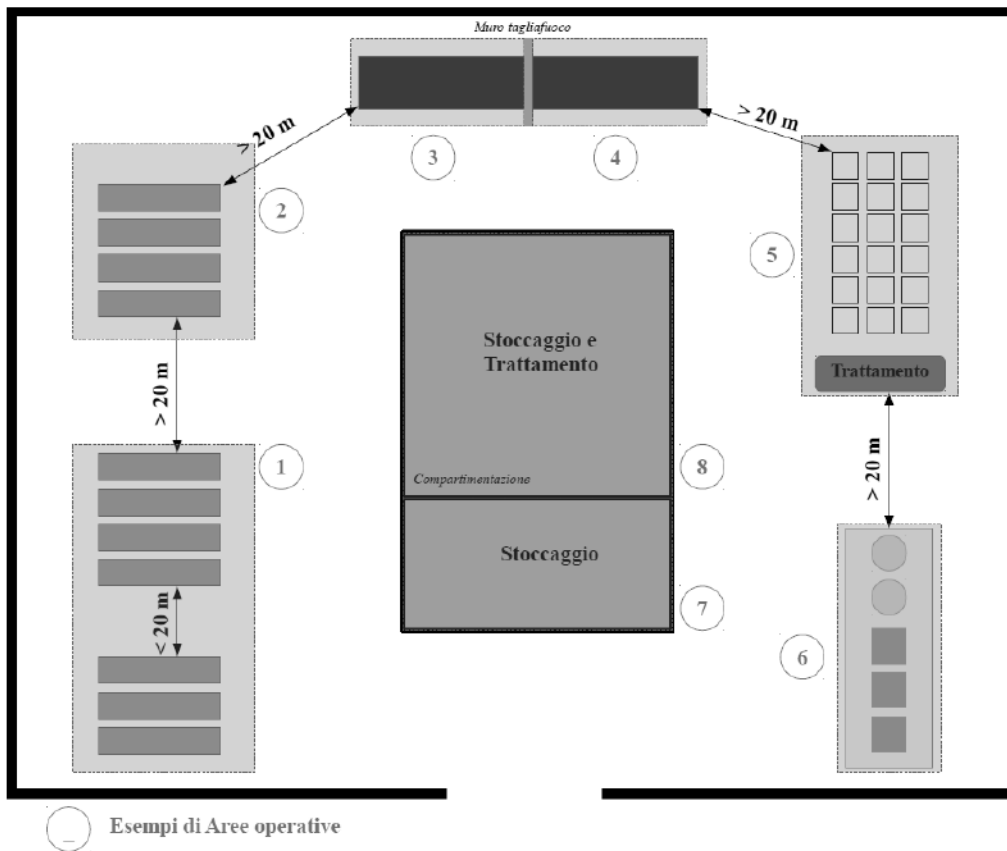 Muro tagliafuoco
> 20 m
> 20 m
3
4
2
5
Stoccaggio e
Trattamento
Trattamento
> 20 m
1
8
Compartimentazione
> 20 m
Stoccaggio
7
< 20 m
6
Esempi di Aree operative